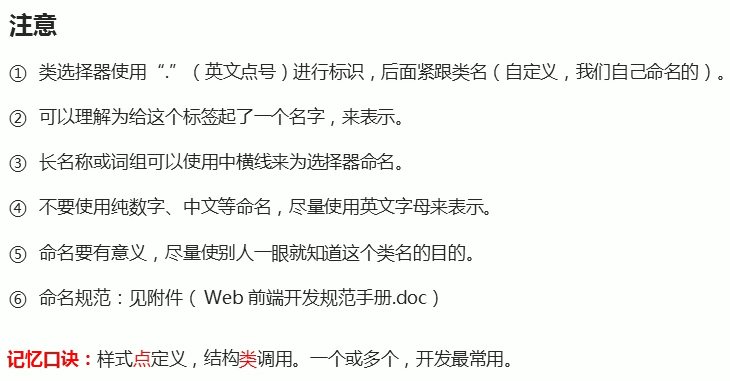 注意
① 类选择器使用“.”（英文点号）进行标识，后面紧跟类名（自定义，我们自己命名的）。
② 可以理解为给这个标签起了一个名字，来表示。
③ 长名称或词组可以使用中横线来为选择器命名。
④ 不要使用纯数字、中文等命名，尽量使用英文字母来表示。
⑤ 命名要有意义，尽量使别人一眼就知道这个类名的目的。
⑥ 命名规范：见附件（ Web 前端开发规范手册.doc）
记忆口诀：样式点定义，结构类调用。一个或多个，开发最常用。